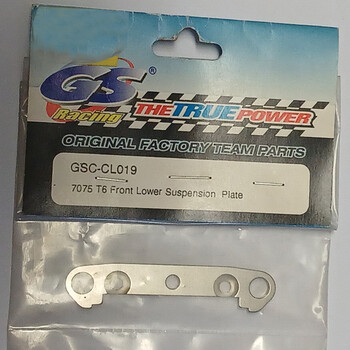 GS®
Racing
THE TRUE POWER
ORIGINAL FACTORY TEAM PARTS
GSC-CL019
7075 T6 Front Lower Suspension Plate